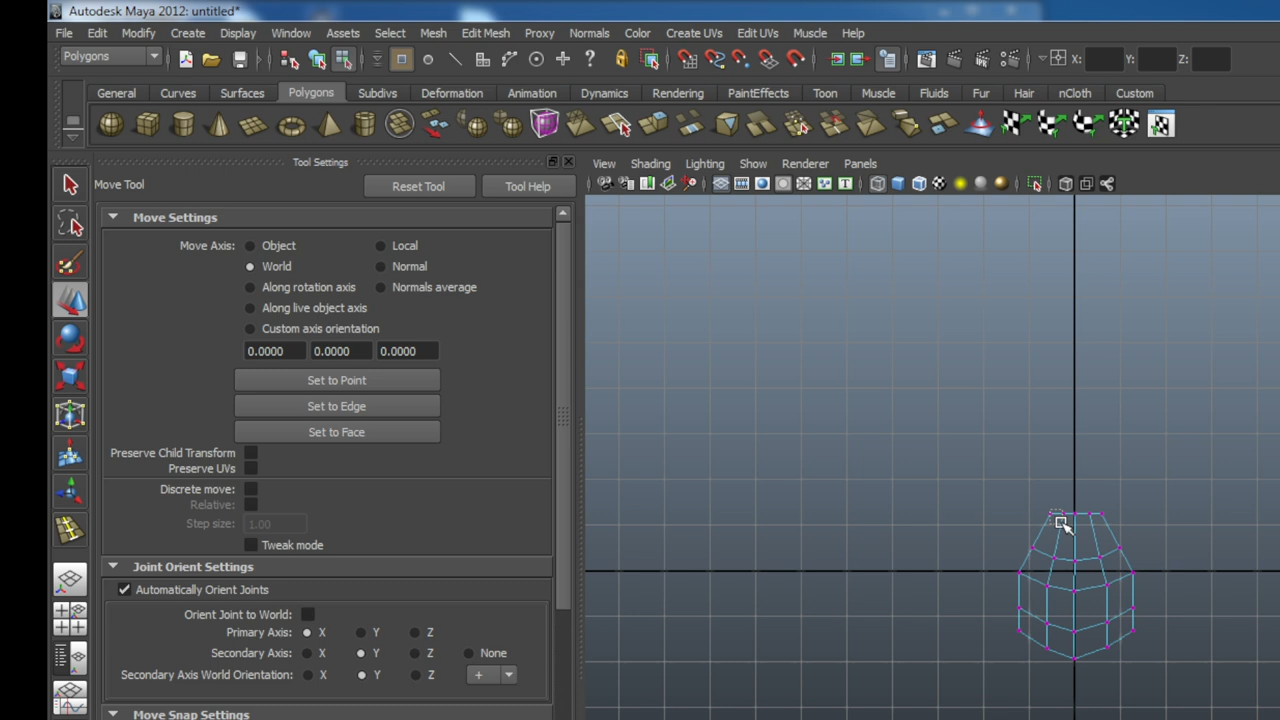 Autodesk Maya 2012: untitled*
File Edit Modify Create Display Window Assets Select Mesh Edit Mesh Proxy Normals Color Create UVs Edit UVs Muscle Help
Polygons X: Y: Z:
General Curves Surfaces Polygons Subdivs Deformation Animation Dynamics Rendering PaintEffects Toon Muscle Fluids Fur Hair nCloth Custom
Tool Settings
View Shading Lighting Show Renderer Panels
Move Tool Reset Tool Tool Help
Move Settings
Move Axis: Object Local
World Normal
Along rotation axis Normals average
Along live object axis
Custom axis orientation
0.0000 0.0000 0.0000
Set to Point
Set to Edge
Set to Face
Preserve Child Transform
Preserve UVs
Discrete move:
Relative:
Step size: 1.00
Tweak mode
Joint Orient Settings
Automatically Orient Joints
Orient Joint to World:
Primary Axis: X Y Z
Secondary Axis: X Y Z None
Secondary Axis World Orientation: X Y Z +
Move Snap Settings